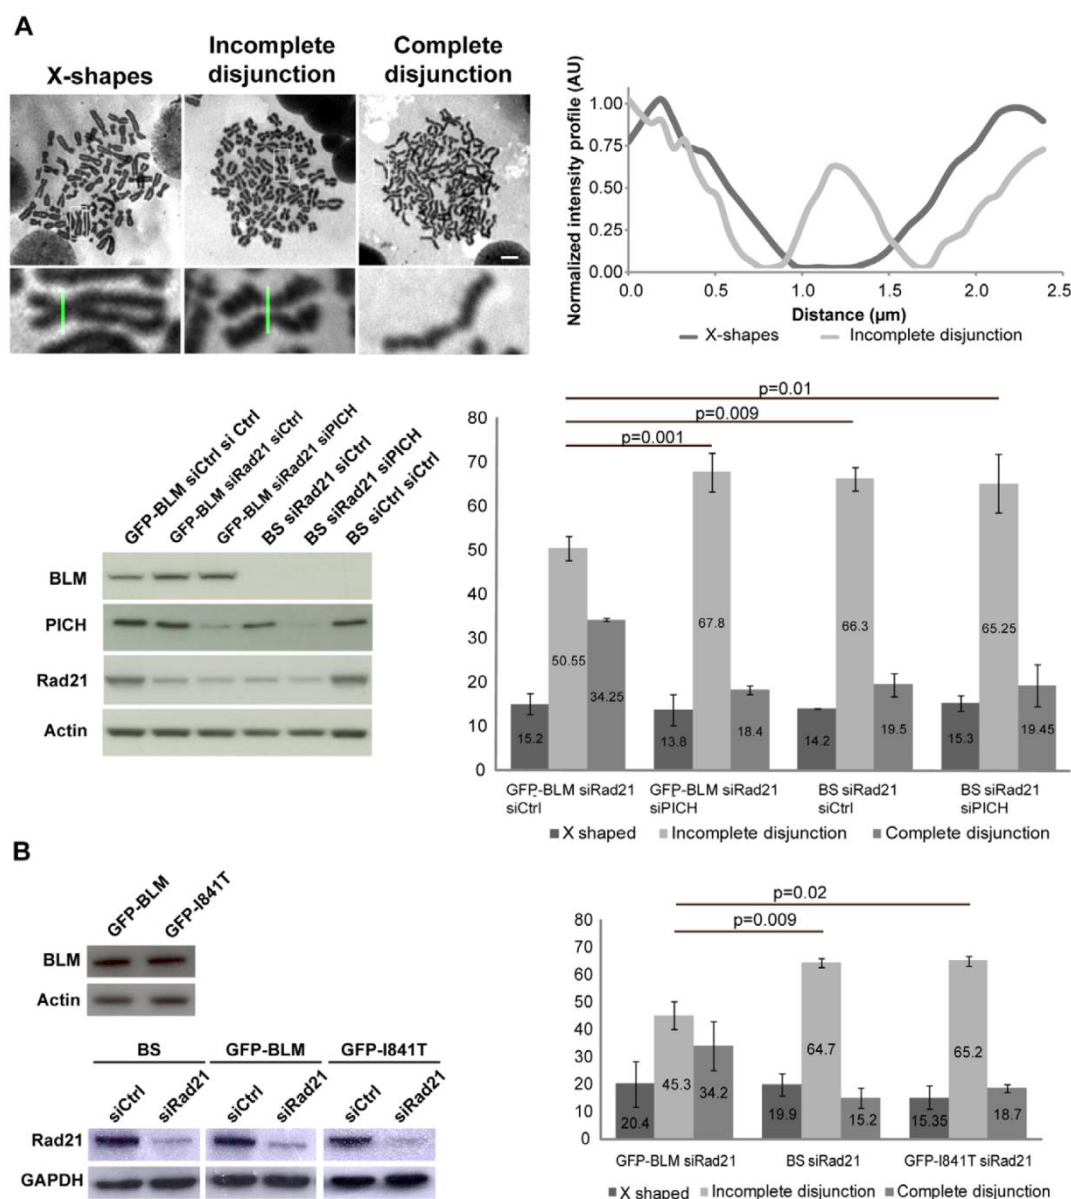 A
X-shapes
Incomplete
disjunction
Complete
disjunction
Normalized intensity profile (AU)
1.00
0.75
0.50
0.25
0.00
0.0 0.5 1.0 1.5 2.0 2.5
Distance (µm)
X-shapes Incomplete disjunction
GFP-BLM siCtrl si Ctrl
GFP-BLM siRad21 siCtrl
GFP-BLM siRad21 siPICH
BS siRad21 siCtrl
BS siRad21 siPICH
BS siCtrl siCtrl
BLM
PICH
Rad21
Actin
p=0.01
p=0.009
p=0.001
80
70
60
50
40
30
20
10
0
15.2 50.55 34.25
13.8 67.8 18.4
14.2 66.3 19.5
15.3 65.25 19.45
GFP-BLM siRad21
siCtrl
GFP-BLM siRad21
siPICH
BS siRad21
siCtrl
BS siRad21
siPICH
X shaped Incomplete disjunction Complete disjunction
B
GFP-BLM
GFP-I841T
BLM
Actin
BS GFP-BLM GFP-I841T
siCtrl siRad21 siCtrl siRad21 siCtrl siRad21
Rad21
GAPDH
p=0.02
p=0.009
80
70
60
50
40
30
20
10
0
20.4 45.3 34.2
19.9 64.7 15.2
15.35 65.2 18.7
GFP-BLM siRad21 BS siRad21 GFP-I841T siRad21
X shaped Incomplete disjunction Complete disjunction